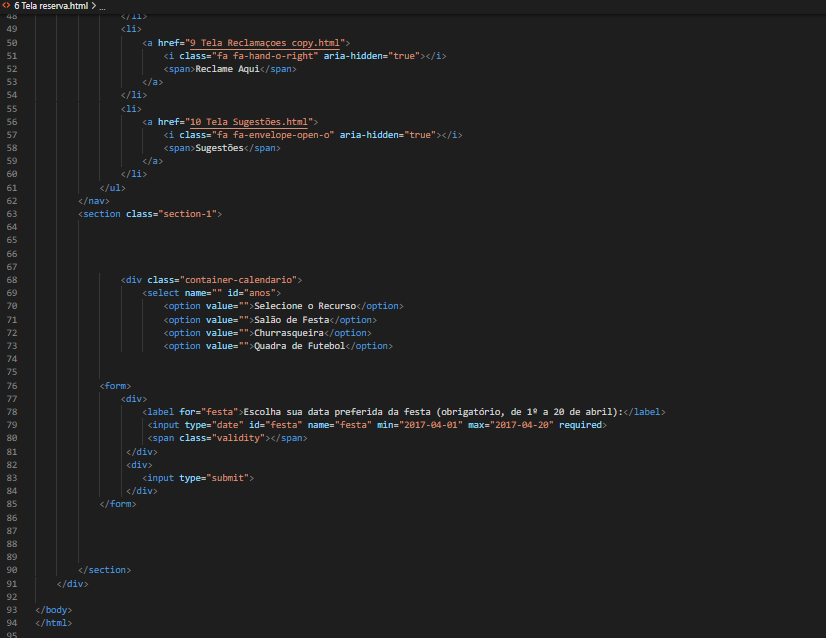 6 Tela reserva.html > ...
48 </li>
49 <li>
50 <a href="9 Tela Reclamaçoes copy.html">
51 <i class="fa fa-hand-o-right" aria-hidden="true"></i>
52 <span>Reclame Aqui</span>
53 </a>
54 </li>
55 <li>
56 <a href="10 Tela Sugestões.html">
57 <i class="fa fa-envelope-open-o" aria-hidden="true"></i>
58 <span>Sugestões</span>
59 </a>
60 </li>
61 </ul>
62 </nav>
63 <section class="section-1">
64
65
66
67
68 <div class="container-calendario">
69 <select name="" id="anos">
70 <option value="">Selecione o Recurso</option>
71 <option value="">Salão de Festa</option>
72 <option value="">Churrasqueira</option>
73 <option value="">Quadra de Futebol</option>
74
75
76 <form>
77 <div>
78 <label for="festa">Escolha sua data preferida da festa (obrigatório, de 1º a 20 de abril):</label>
79 <input type="date" id="festa" name="festa" min="2017-04-01" max="2017-04-20" required>
80 <span class="validity"></span>
81 </div>
82 <div>
83 <input type="submit">
84 </div>
85 </form>
86
87
88
89
90 </section>
91 </div>
92
93 </body>
94 </html>
95